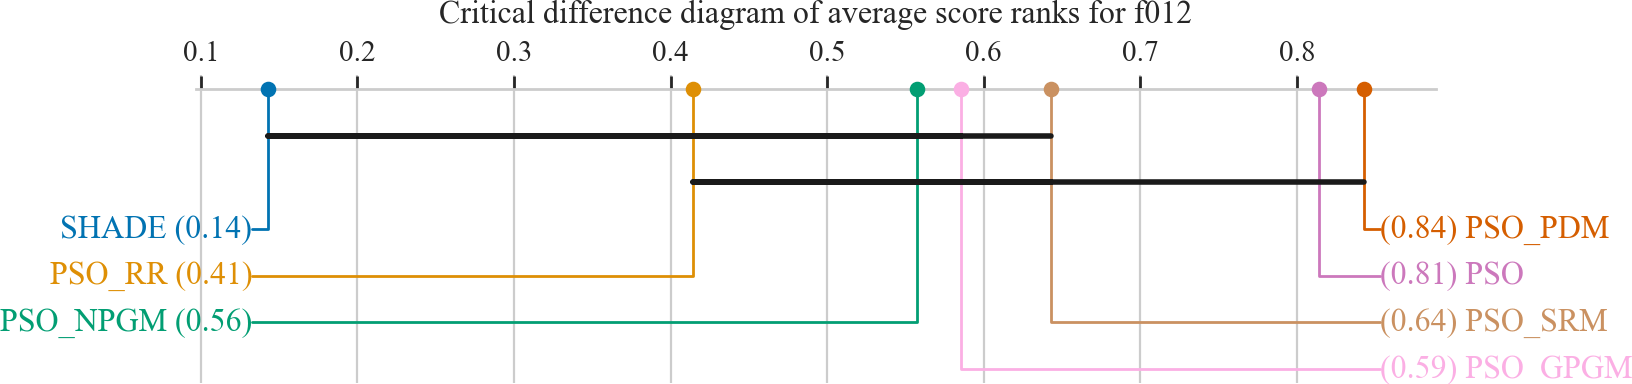 Critical difference diagram of average score ranks for f012
0.1 0.2 0.3 0.4 0.5 0.6 0.7 0.8
SHADE (0.14)
(0.84) PSO_PDM
PSO_RR (0.41)
(0.81) PSO
PSO_NPGM (0.56)
(0.64) PSO_SRM
(0.59) PSO_GPGM